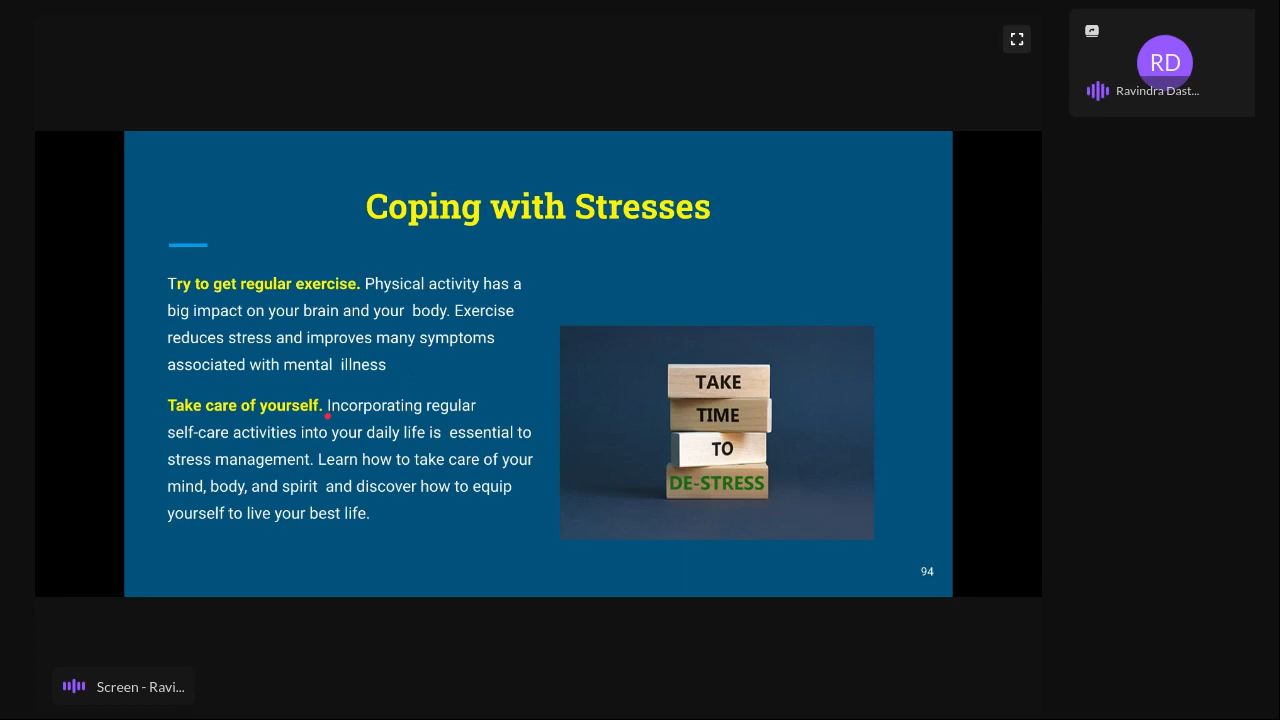 RD
Ravindra Dast...
Coping with Stresses
Try to get regular exercise. Physical activity has a
big impact on your brain and your body. Exercise
reduces stress and improves many symptoms
associated with mental illness
Take care of yourself. Incorporating regular
self-care activities into your daily life is essential to
stress management. Learn how to take care of your
mind, body, and spirit and discover how to equip
yourself to live your best life.
TAKE
TIME
TO
DE-STRESS
94
Screen - Ravi...